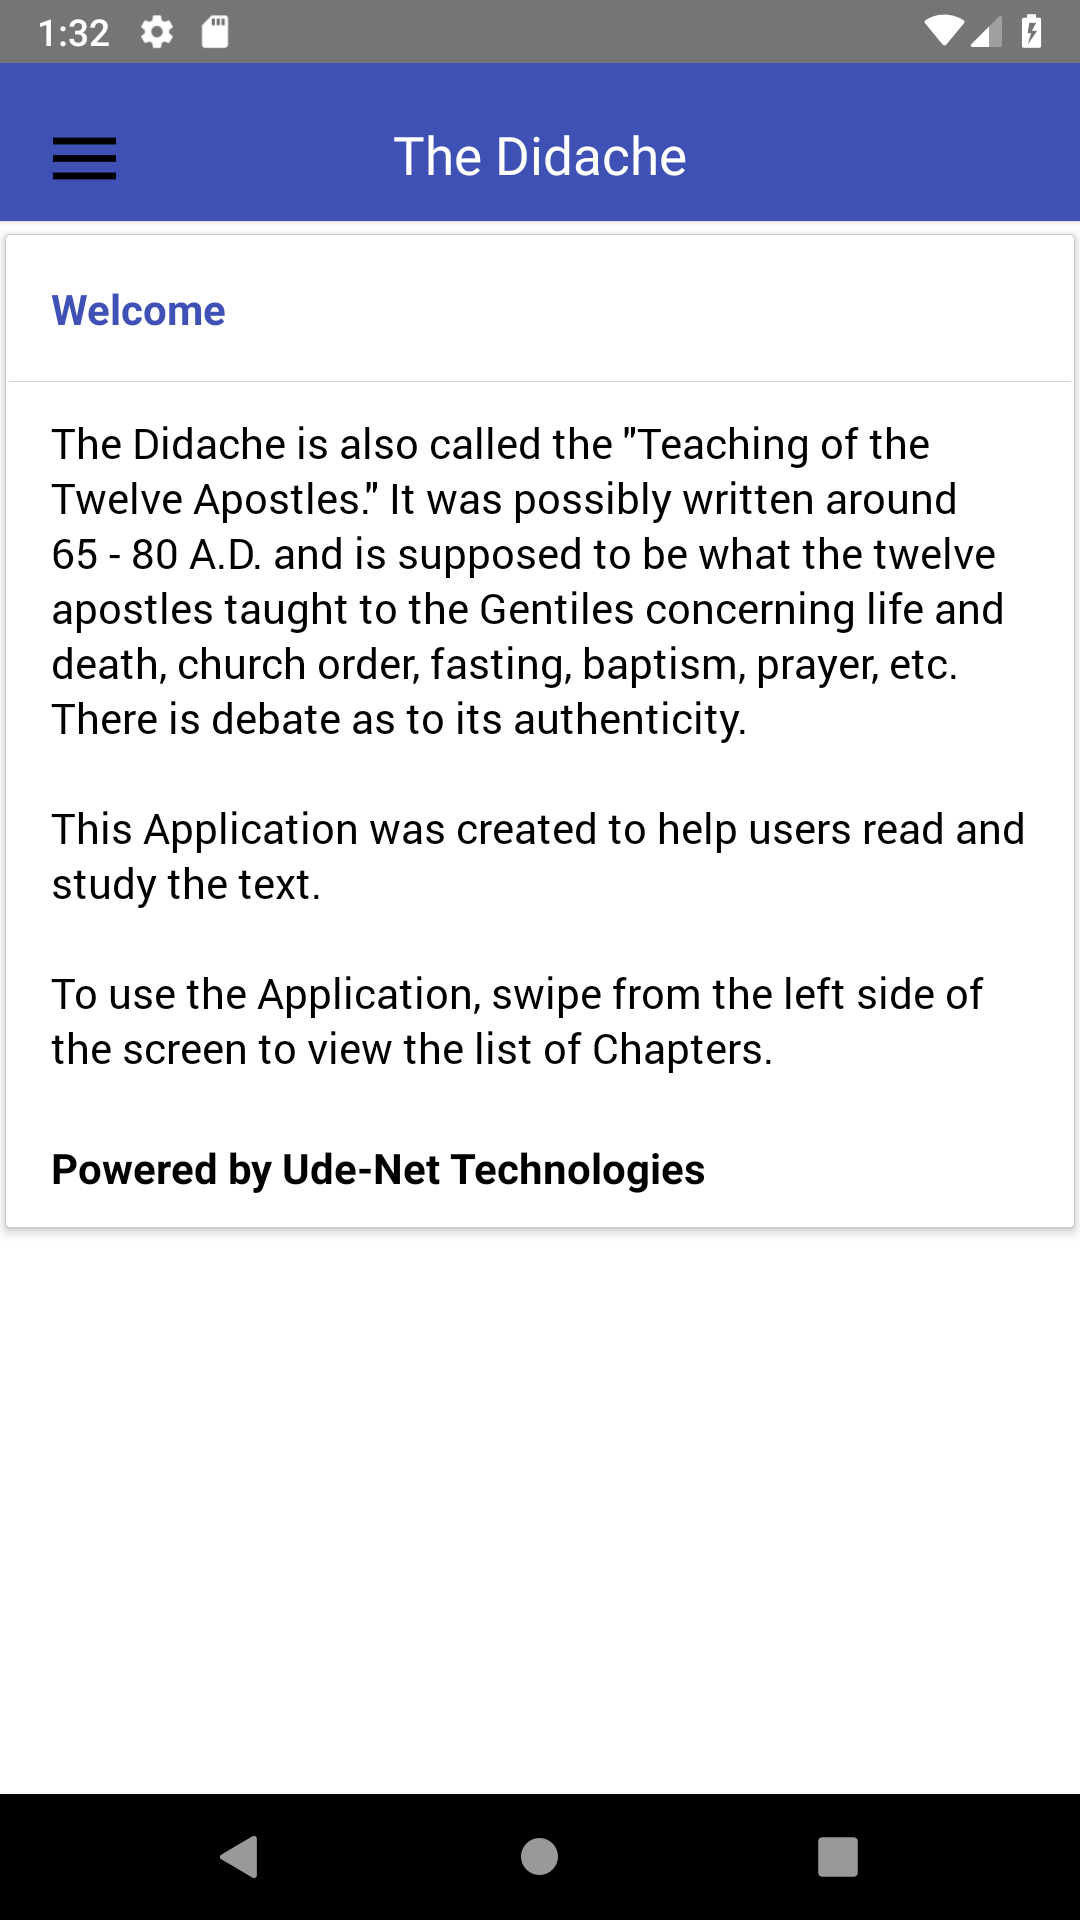 1:32
The Didache
Welcome
The Didache is also called the "Teaching of the
Twelve Apostles." It was possibly written around
65 - 80 A.D. and is supposed to be what the twelve
apostles taught to the Gentiles concerning life and
death, church order, fasting, baptism, prayer, etc.
There is debate as to its authenticity.
This Application was created to help users read and
study the text.
To use the Application, swipe from the left side of
the screen to view the list of Chapters.
Powered by Ude-Net Technologies